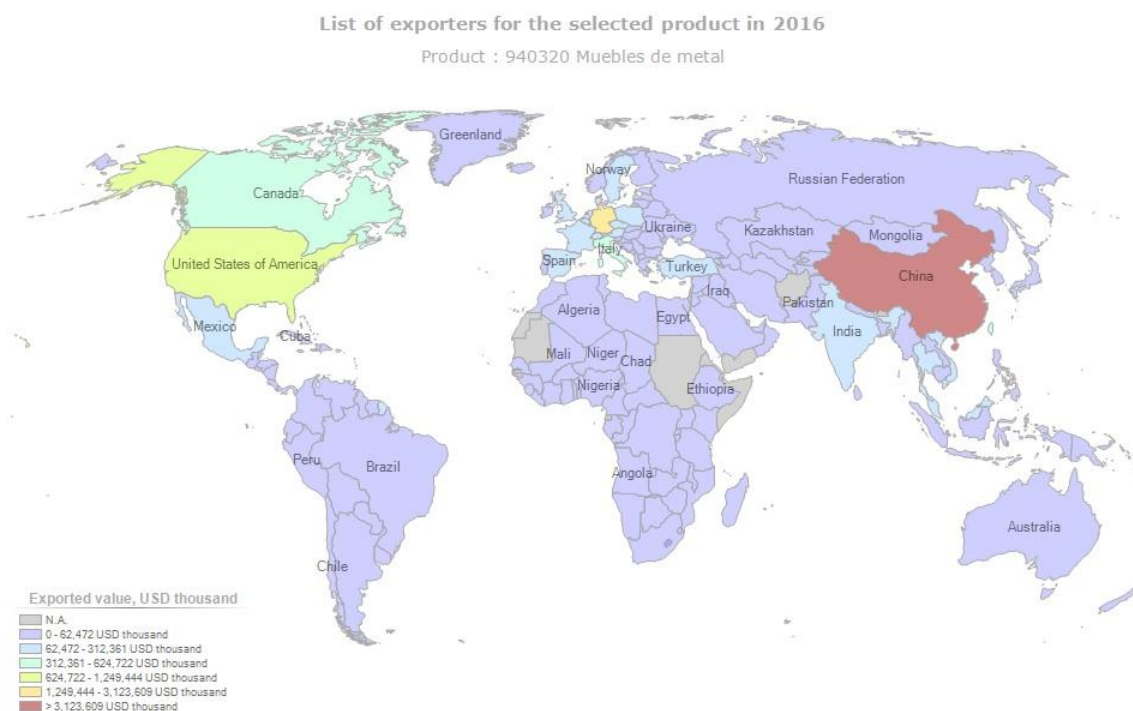 List of exporters for the selected product in 2016
Product : 940320 Muebles de metal
Greenland
Norway
Russian Federation
Canada
Ukraine
Kazakhstan
Mongolia
Italy
United States of America
Spain
Turkey
China
Iraq
Pakistan
Algeria
Egypt
Mexico
India
Cuba
Mali
Niger
Chad
Nigeria
Ethiopia
Peru
Brazil
Angola
Australia
Chile
Exported value, USD thousand
N.A.
0 - 62,472 USD thousand
62,472 - 312,361 USD thousand
312,361 - 624,722 USD thousand
624,722 - 1,249,444 USD thousand
1,249,444 - 3,123,609 USD thousand
> 3,123,609 USD thousand